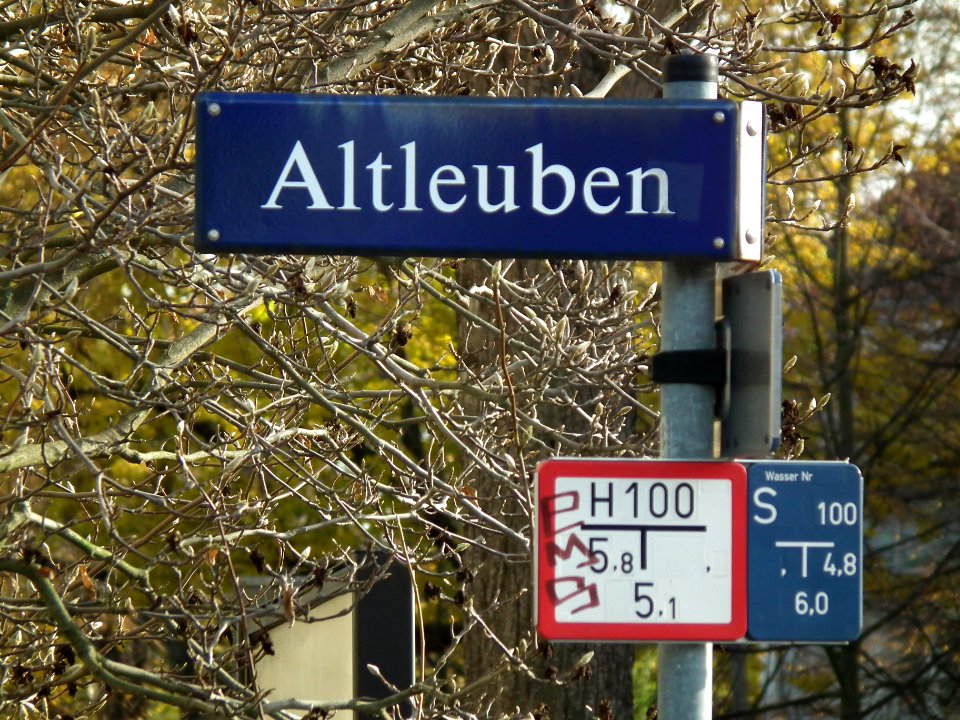 Altleuben
H100
5,8 ,
5,1
Wasser Nr
S 100
, 4,8
6,0